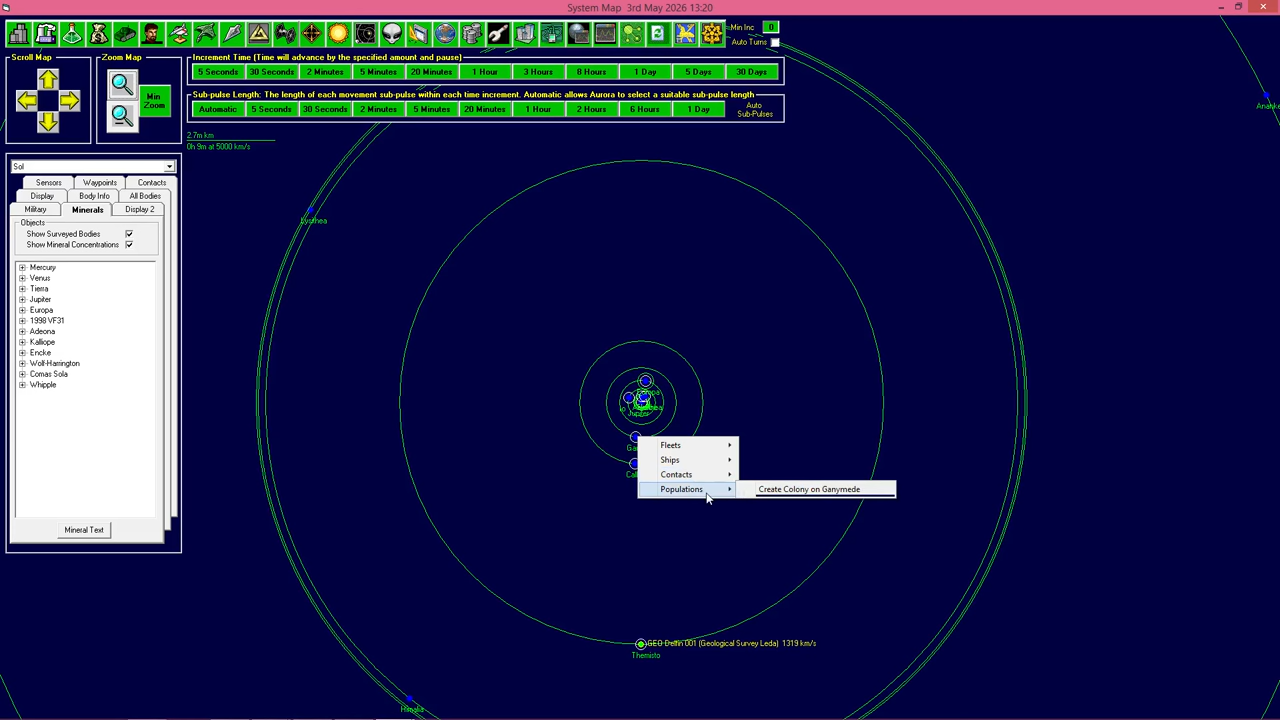 System Map 3rd May 2026 13:20
Min Inc 0
Auto Turns
Scroll Map
Zoom Map
Min Zoom
Increment Time (Time will advance by the specified amount and pause)
5 Seconds 30 Seconds 2 Minutes 5 Minutes 20 Minutes 1 Hour 3 Hours 8 Hours 1 Day 5 Days 30 Days
Sub-pulse Length: The length of each movement sub-pulse within each time increment. Automatic allows Aurora to select a suitable sub-pulse length
Automatic 5 Seconds 30 Seconds 2 Minutes 5 Minutes 20 Minutes 1 Hour 2 Hours 6 Hours 1 Day
Auto Sub-Pulses
2.7m km
0h 9m at 5000 km/s
Sol
Sensors Waypoints Contacts
Display Body Info All Bodies
Military Minerals Display 2
Objects
Show Surveyed Bodies
Show Mineral Concentrations
Mercury
Venus
Tierra
Jupiter
Europa
1998 VF31
Adeona
Kalliope
Encke
Wolf-Harrington
Comas Sola
Whipple
Mineral Text
Ananke
Lysithea
Europa
Io
Jupiter
Fleets
Ships
Contacts
Populations
Create Colony on Ganymede
GEO Delfin 001 (Geological Survey Leda) 1319 km/s
Themisto
Himalia